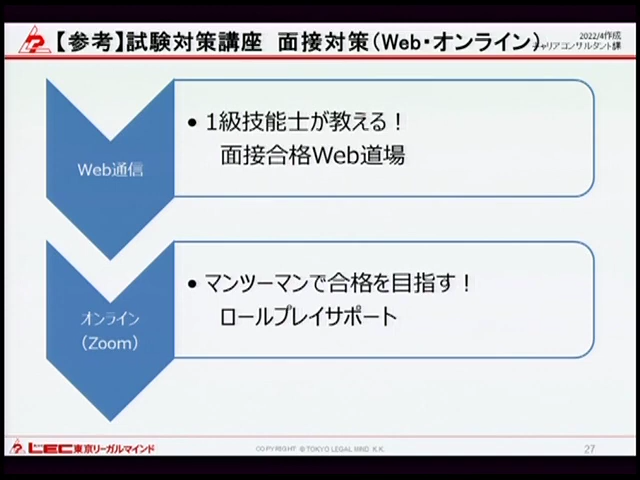 【参考】試験対策講座 面接対策（Web・オンライン）
2022/4作成
キャリアコンサルタント課
Web通信
• 1級技能士が教える！
面接合格Web道場
オンライン
（Zoom）
• マンツーマンで合格を目指す！
ロールプレイサポート
LEC東京リーガルマインド
COPYRIGHT ©TOKYO LEGAL MIND K.K.
27